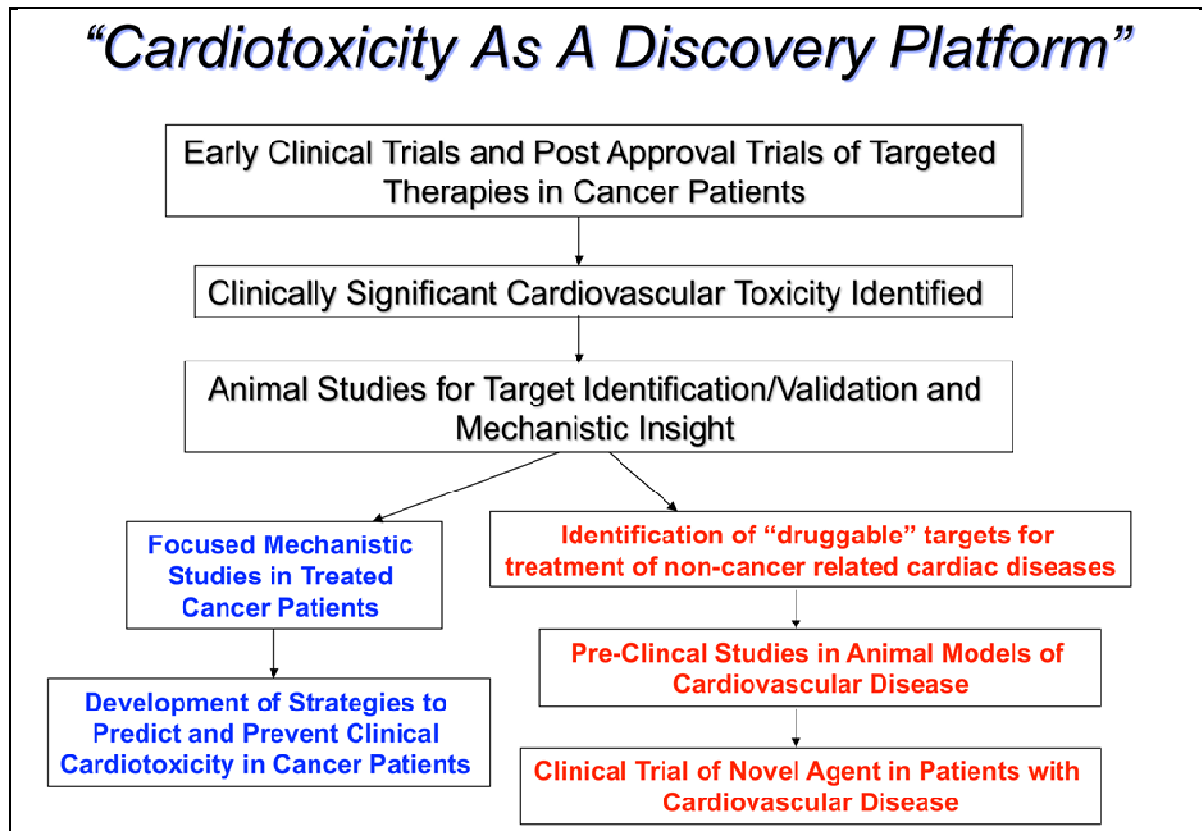 “Cardiotoxicity As A Discovery Platform”
Early Clinical Trials and Post Approval Trials of Targeted
Therapies in Cancer Patients
Clinically Significant Cardiovascular Toxicity Identified
Animal Studies for Target Identification/Validation and
Mechanistic Insight
Focused Mechanistic
Studies in Treated
Cancer Patients
Development of Strategies to
Predict and Prevent Clinical
Cardiotoxicity in Cancer Patients
Identification of “druggable” targets for
treatment of non-cancer related cardiac diseases
Pre-Clincal Studies in Animal Models of
Cardiovascular Disease
Clinical Trial of Novel Agent in Patients with
Cardiovascular Disease